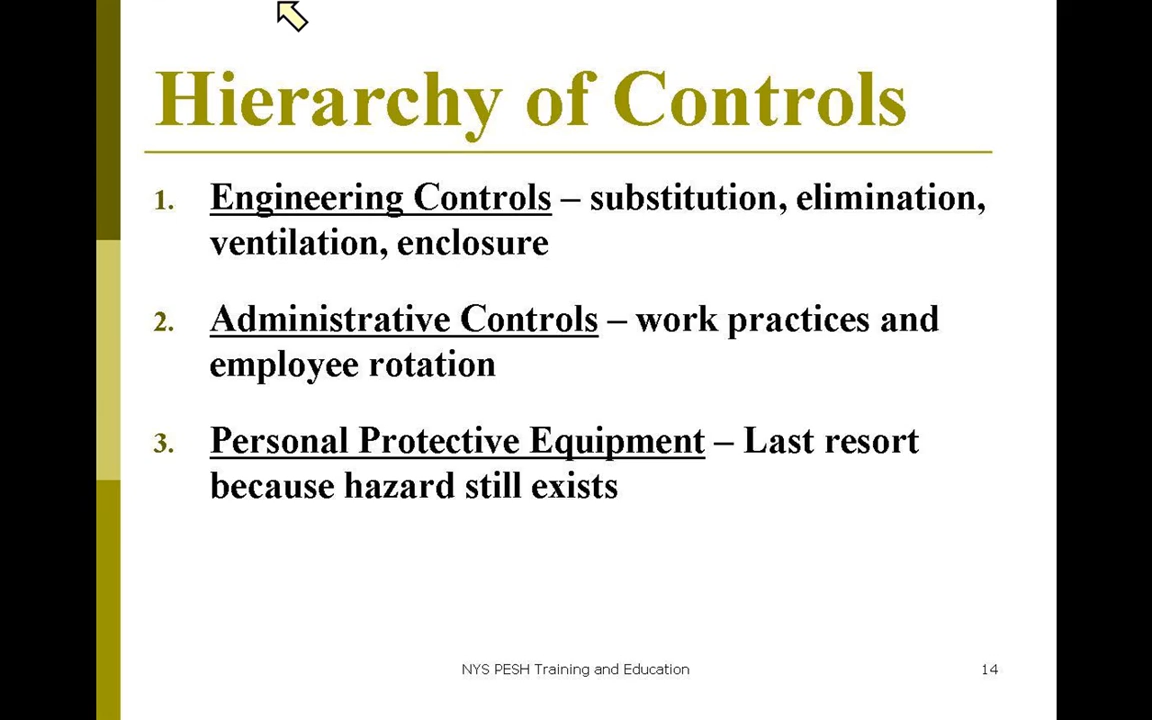 Hierarchy of Controls
1. Engineering Controls – substitution, elimination,
ventilation, enclosure
2. Administrative Controls – work practices and
employee rotation
3. Personal Protective Equipment – Last resort
because hazard still exists
NYS PESH Training and Education
14